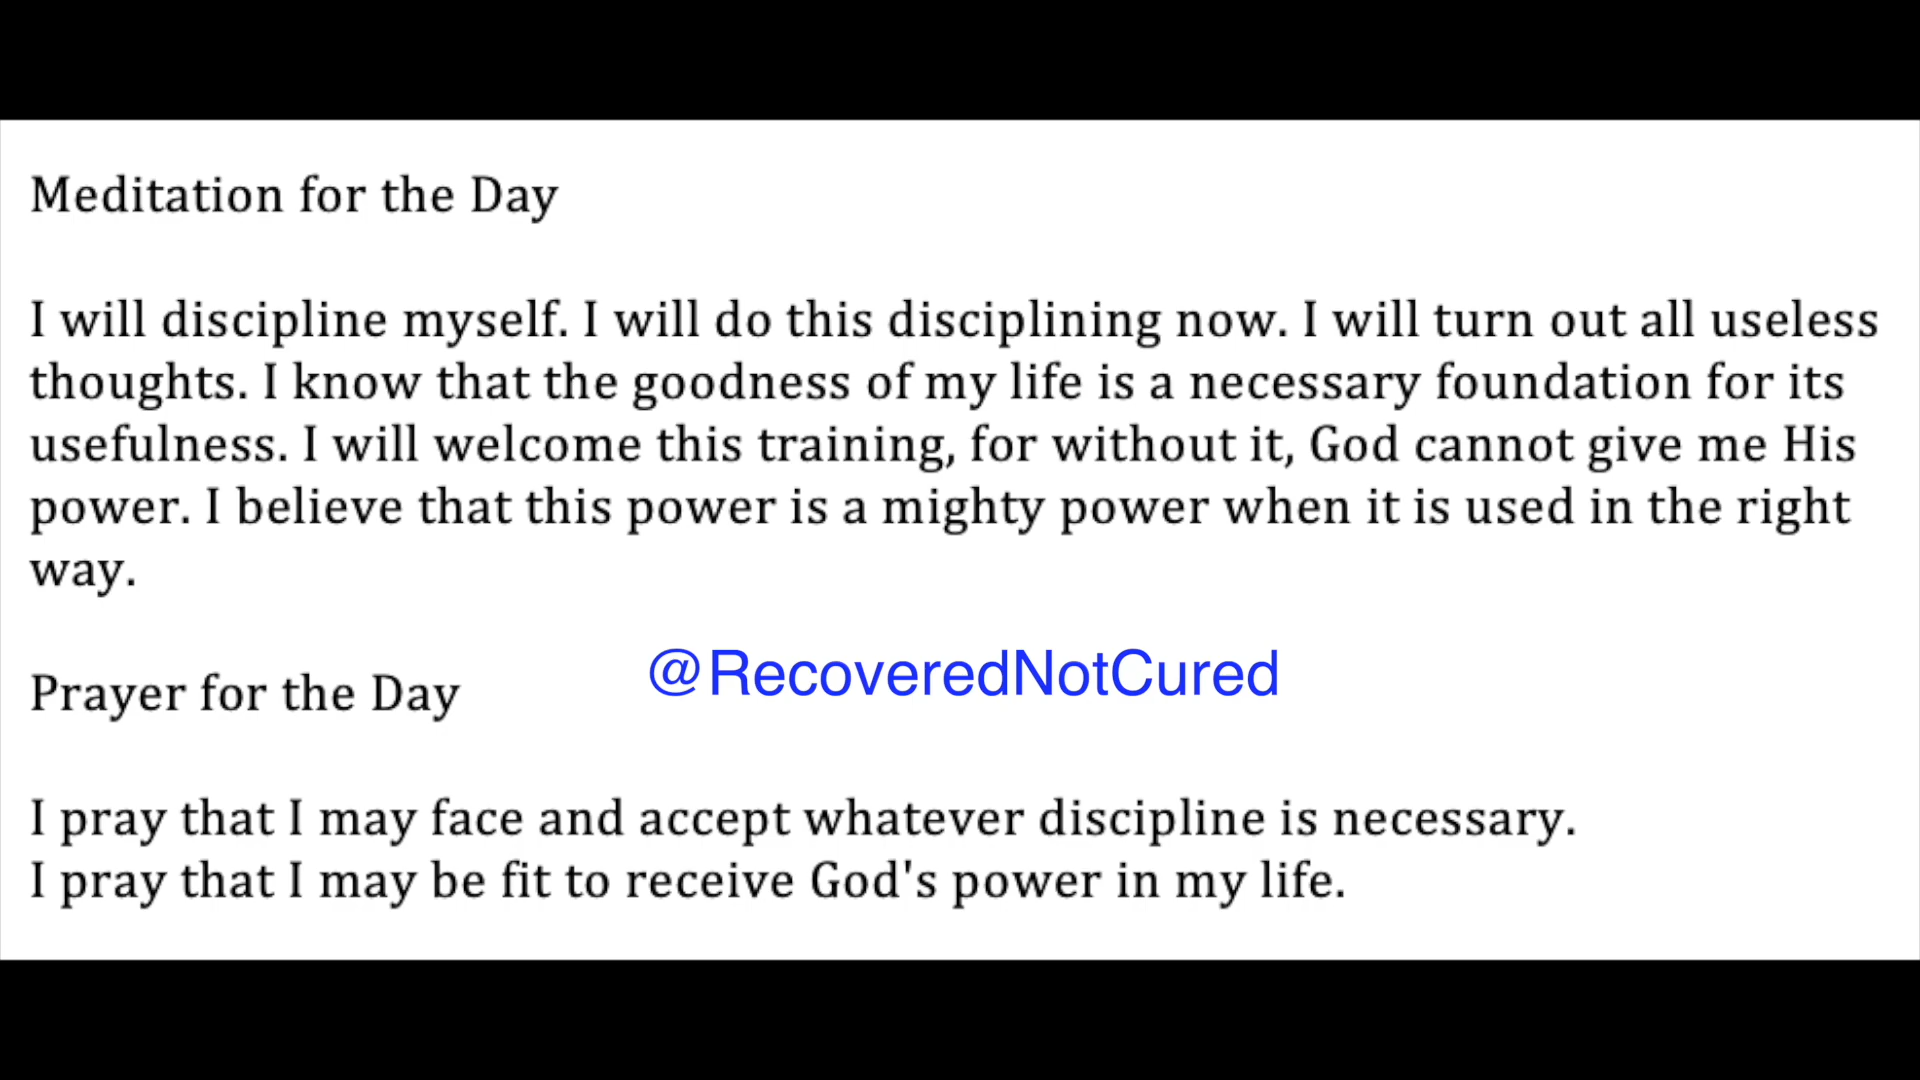 Meditation for the Day
I will discipline myself. I will do this disciplining now. I will turn out all useless
thoughts. I know that the goodness of my life is a necessary foundation for its
usefulness. I will welcome this training, for without it, God cannot give me His
power. I believe that this power is a mighty power when it is used in the right
way.
@RecoveredNotCured
Prayer for the Day
I pray that I may face and accept whatever discipline is necessary.
I pray that I may be fit to receive God's power in my life.